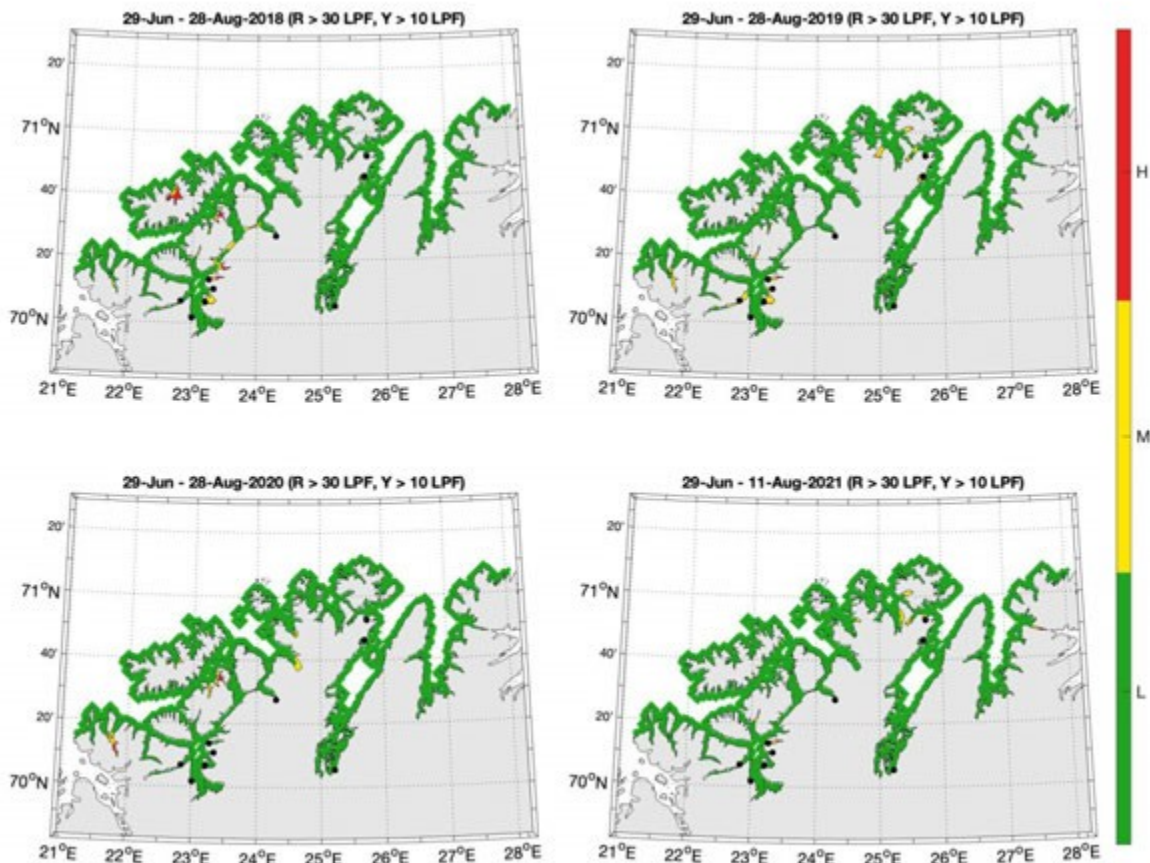 29-Jun - 28-Aug-2018 (R > 30 LPF, Y > 10 LPF)
20'
71°N
40'
20'
70°N
21°E 22°E 23°E 24°E 25°E 26°E 27°E 28°E
29-Jun - 28-Aug-2019 (R > 30 LPF, Y > 10 LPF)
20'
71°N
40'
20'
70°N
21°E 22°E 23°E 24°E 25°E 26°E 27°E 28°E
29-Jun - 28-Aug-2020 (R > 30 LPF, Y > 10 LPF)
20'
71°N
40'
20'
70°N
21°E 22°E 23°E 24°E 25°E 26°E 27°E 28°E
29-Jun - 11-Aug-2021 (R > 30 LPF, Y > 10 LPF)
20'
71°N
40'
20'
70°N
21°E 22°E 23°E 24°E 25°E 26°E 27°E 28°E
H
M
L